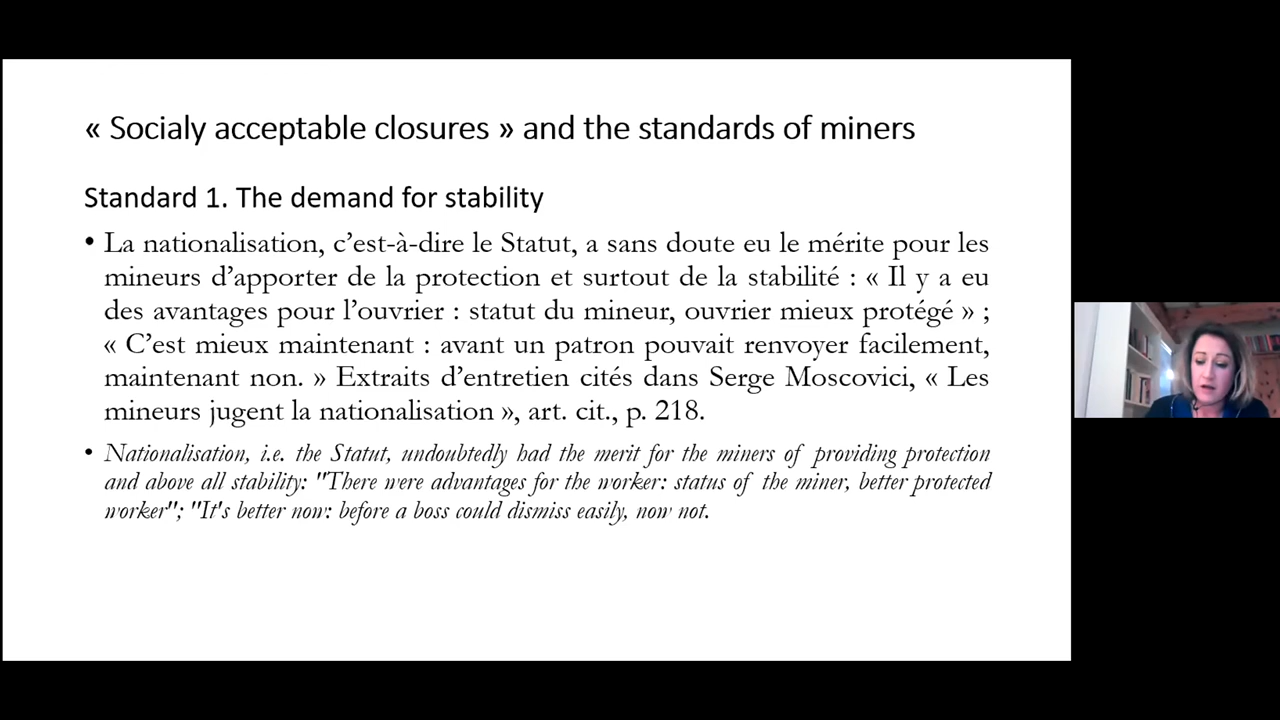 « Socialy acceptable closures » and the standards of miners
Standard 1. The demand for stability
• La nationalisation, c’est-à-dire le Statut, a sans doute eu le mérite pour les
mineurs d’apporter de la protection et surtout de la stabilité : « Il y a eu
des avantages pour l’ouvrier : statut du mineur, ouvrier mieux protégé » ;
« C’est mieux maintenant : avant un patron pouvait renvoyer facilement,
maintenant non. » Extraits d’entretien cités dans Serge Moscovici, « Les
mineurs jugent la nationalisation », art. cit., p. 218.
• Nationalisation, i.e. the Statut, undoubtedly had the merit for the miners of providing protection
and above all stability: "There were advantages for the worker: status of the miner, better protected
worker"; "It's better now: before a boss could dismiss easily, now not.